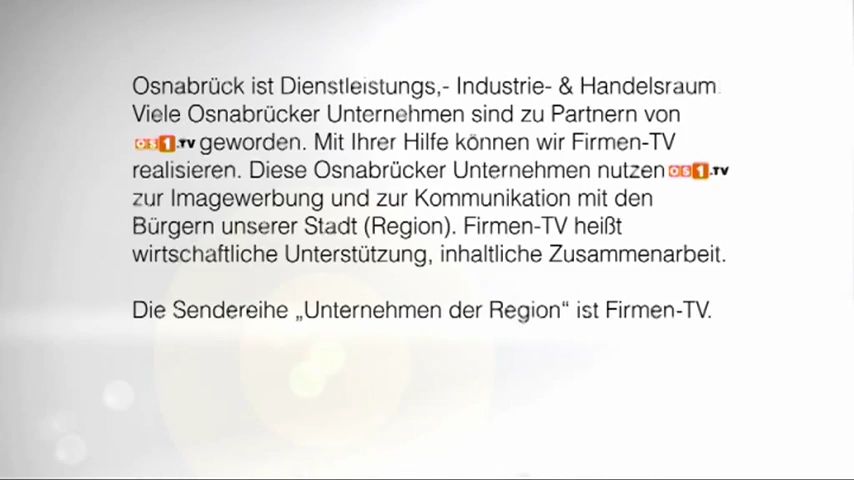 Osnabrück ist Dienstleistungs,- Industrie- & Handelsraum.
Viele Osnabrücker Unternehmen sind zu Partnern von
OS1.TV geworden. Mit Ihrer Hilfe können wir Firmen-TV
realisieren. Diese Osnabrücker Unternehmen nutzen OS1.TV
zur Imagewerbung und zur Kommunikation mit den
Bürgern unserer Stadt (Region). Firmen-TV heißt
wirtschaftliche Unterstützung, inhaltliche Zusammenarbeit.
Die Sendereihe „Unternehmen der Region“ ist Firmen-TV.